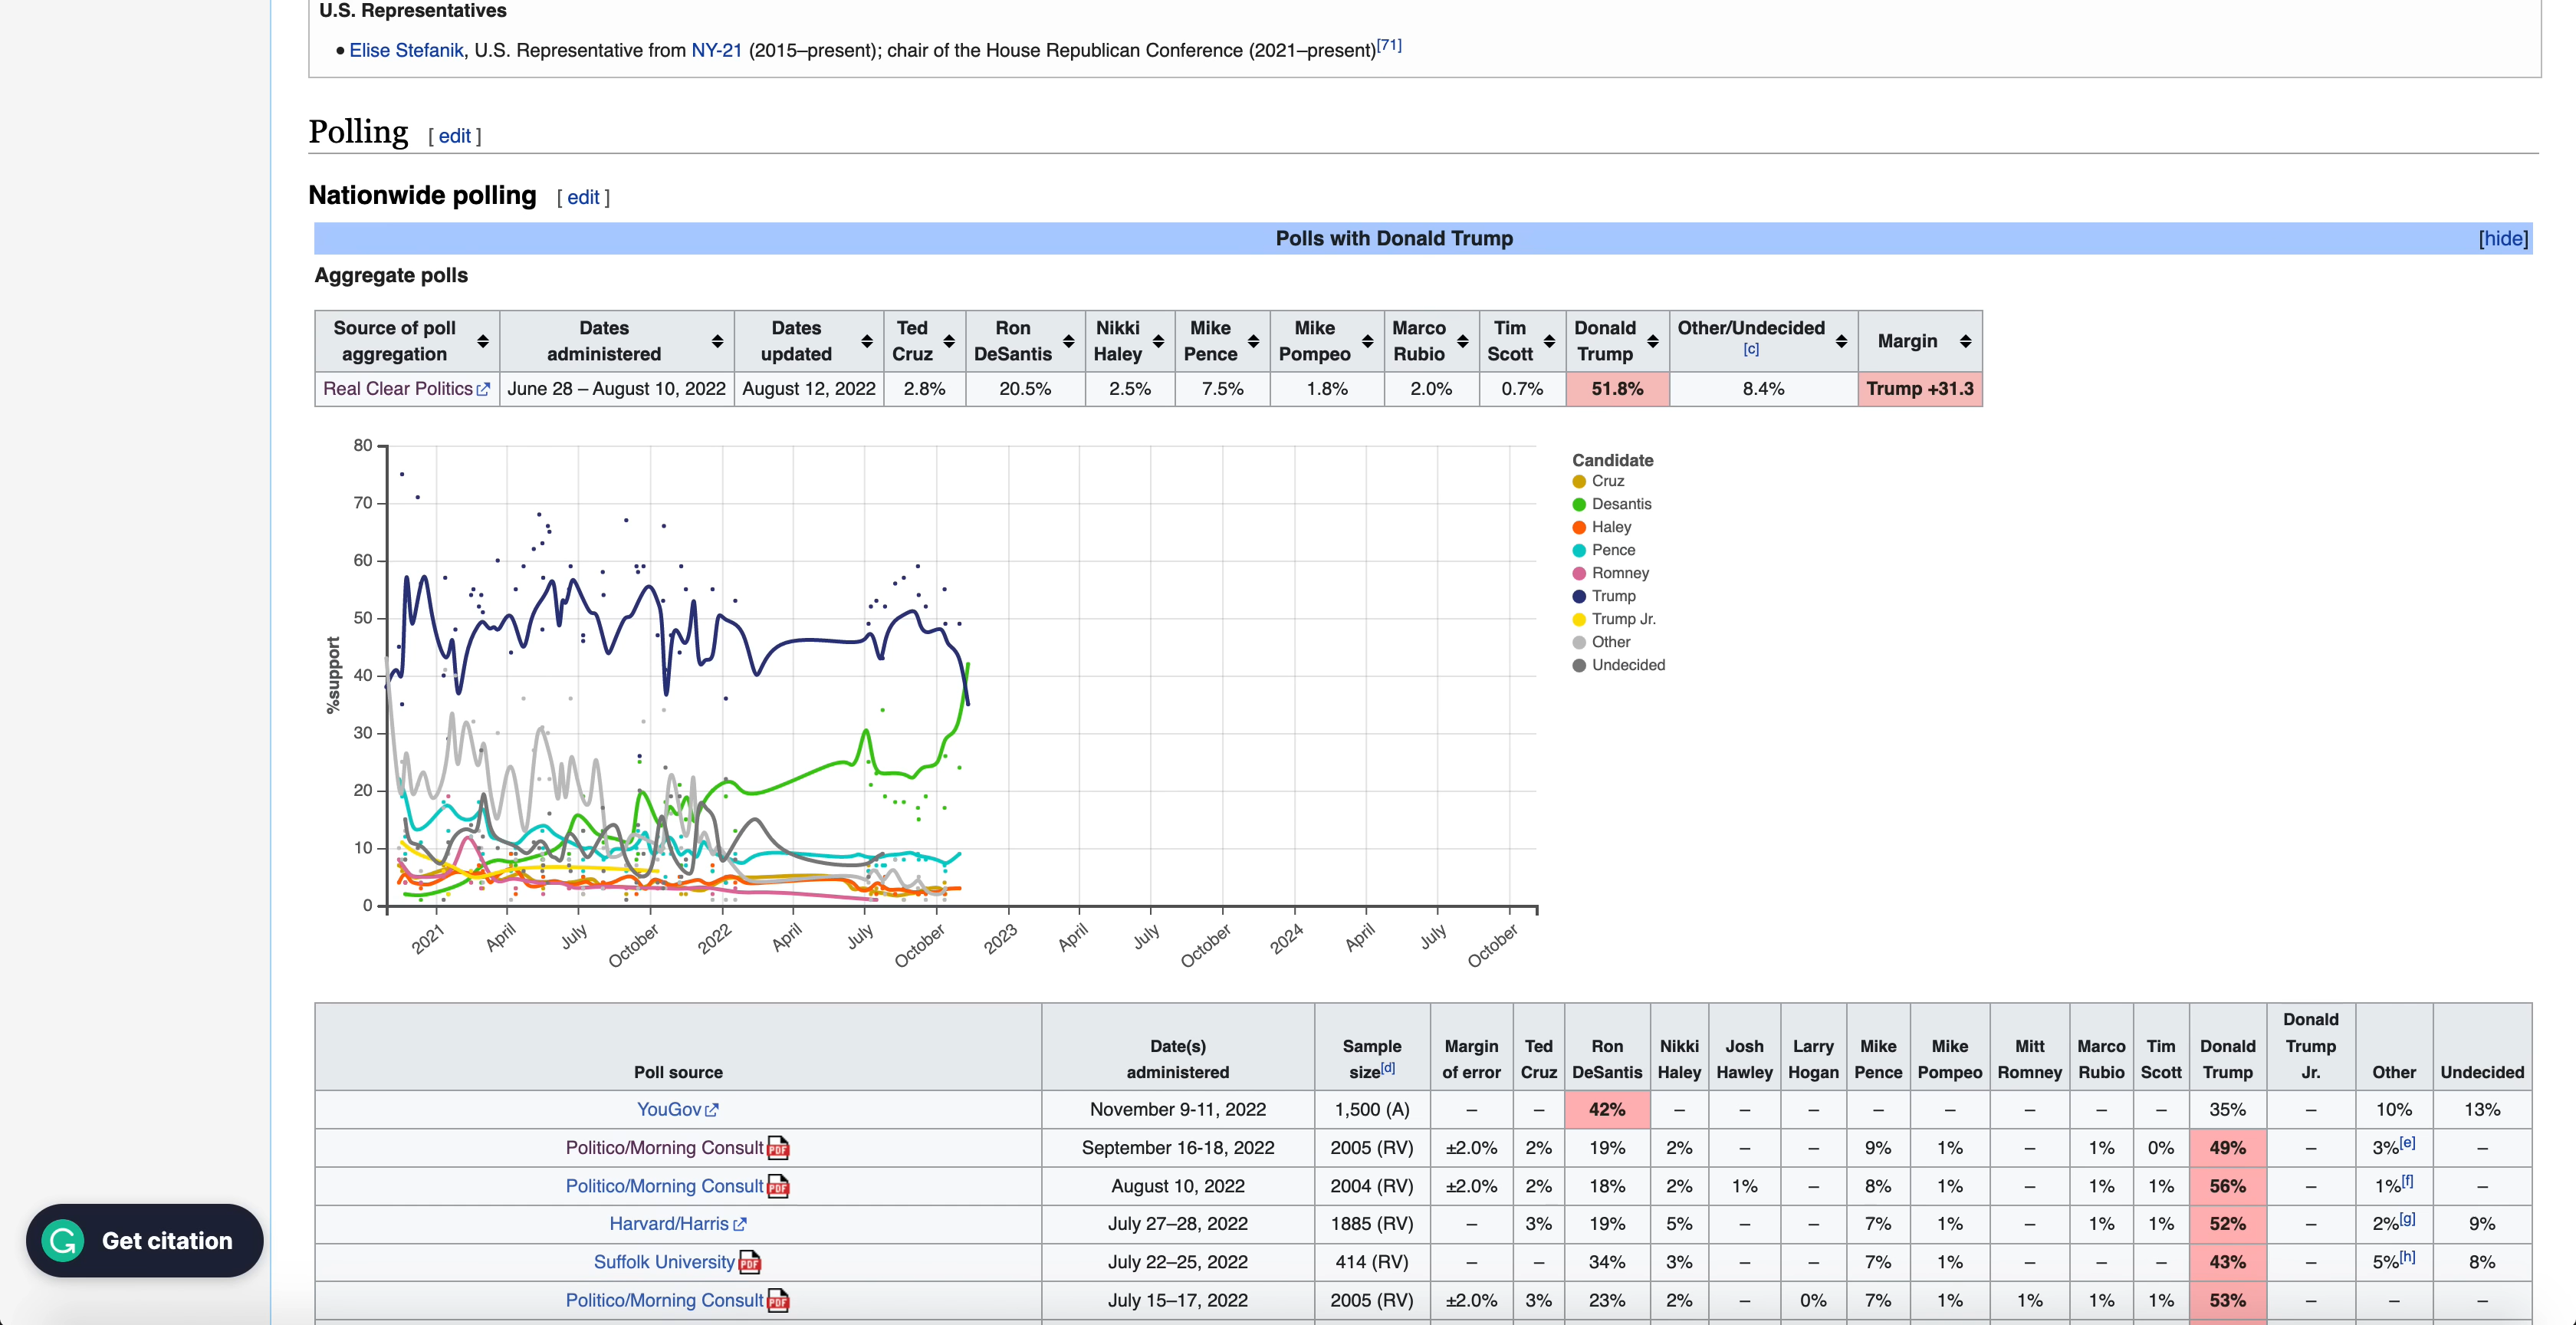 U.S. Representatives
• Elise Stefanik, U.S. Representative from NY-21 (2015–present); chair of the House Republican Conference (2021–present)[71]
Polling [ edit ]
Nationwide polling [ edit ]
Polls with Donald Trump [hide]
Aggregate polls
Source of poll aggregation Dates administered Dates updated Ted Cruz Ron DeSantis Nikki Haley Mike Pence Mike Pompeo Marco Rubio Tim Scott Donald Trump Other/Undecided [c] Margin
Real Clear Politics June 28 – August 10, 2022 August 12, 2022 2.8% 20.5% 2.5% 7.5% 1.8% 2.0% 0.7% 51.8% 8.4% Trump +31.3
80
70
60
50
40
30
20
10
0
%support
2021 April July October 2022 April July October 2023 April July October 2024 April July October
Candidate
Cruz
Desantis
Haley
Pence
Romney
Trump
Trump Jr.
Other
Undecided
Poll source Date(s) administered Sample size[d] Margin of error Ted Cruz Ron DeSantis Nikki Haley Josh Hawley Larry Hogan Mike Pence Mike Pompeo Mitt Romney Marco Rubio Tim Scott Donald Trump Donald Trump Jr. Other Undecided
YouGov November 9-11, 2022 1,500 (A) – – 42% – – – – – – – – 35% – 10% 13%
Politico/Morning Consult PDF September 16-18, 2022 2005 (RV) ±2.0% 2% 19% 2% – – 9% 1% – 1% 0% 49% – 3%[e] –
Politico/Morning Consult PDF August 10, 2022 2004 (RV) ±2.0% 2% 18% 2% 1% – 8% 1% – 1% 1% 56% – 1%[f] –
Harvard/Harris July 27–28, 2022 1885 (RV) – 3% 19% 5% – – 7% 1% – 1% 1% 52% – 2%[g] 9%
Suffolk University PDF July 22–25, 2022 414 (RV) – – 34% 3% – – 7% 1% – – – 43% – 5%[h] 8%
Politico/Morning Consult PDF July 15–17, 2022 2005 (RV) ±2.0% 3% 23% 2% – 0% 7% 1% 1% 1% 1% 53% – – –
Get citation